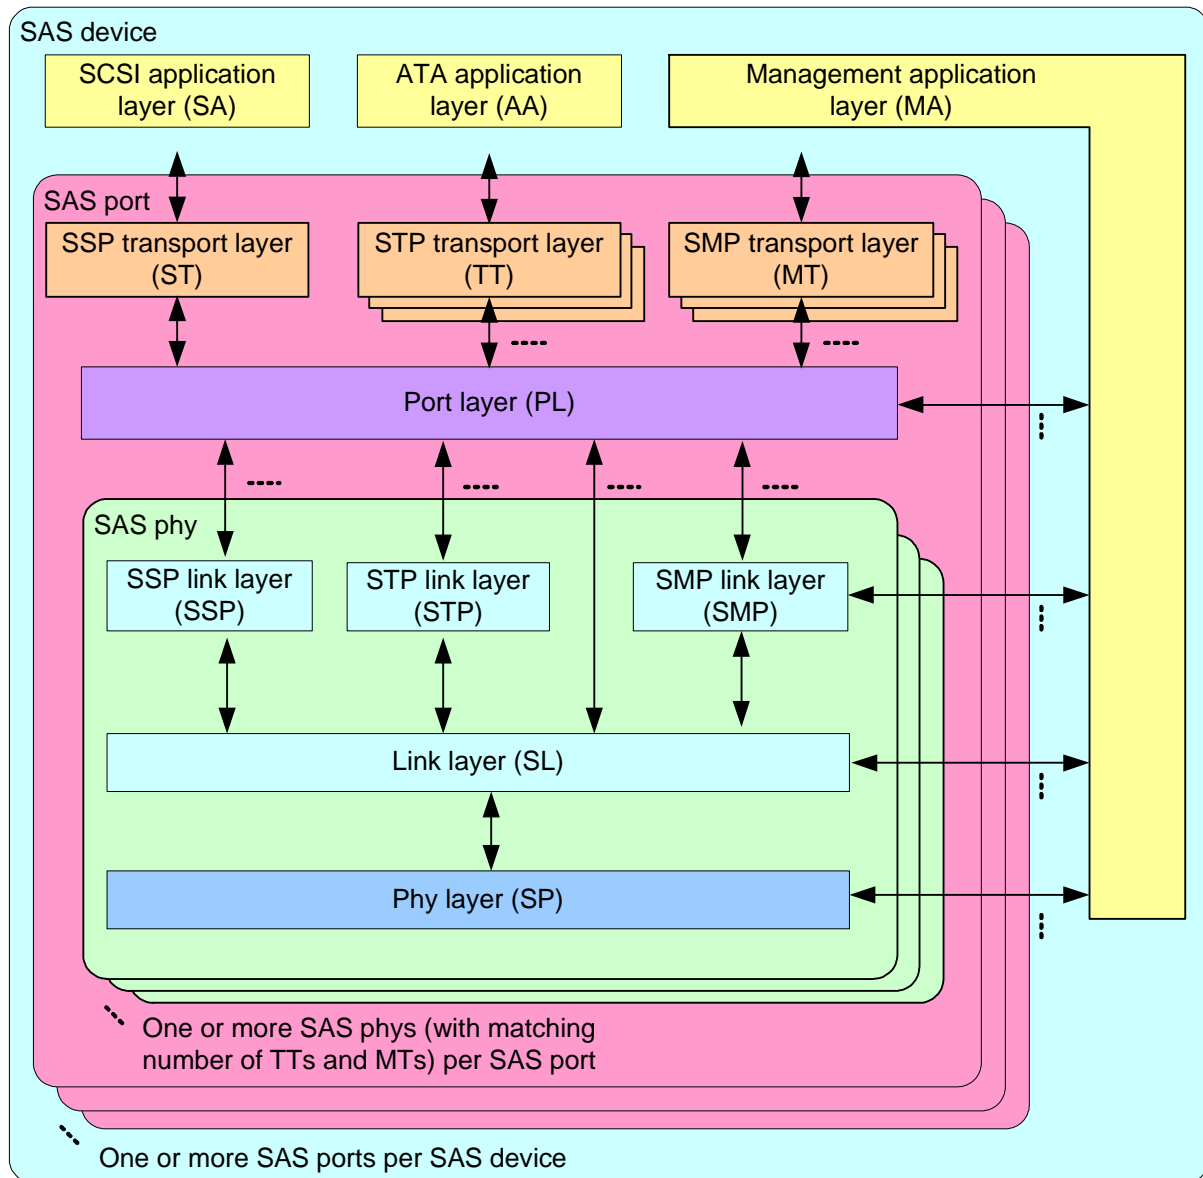 SAS device
SCSI application
layer (SA)
ATA application
layer (AA)
Management application
layer (MA)
SAS port
SSP transport layer
(ST)
STP transport layer
(TT)
SMP transport layer
(MT)
Port layer (PL)
SAS phy
SSP link layer
(SSP)
STP link layer
(STP)
SMP link layer
(SMP)
Link layer (SL)
Phy layer (SP)
One or more SAS phys (with matching
number of TTs and MTs) per SAS port
One or more SAS ports per SAS device